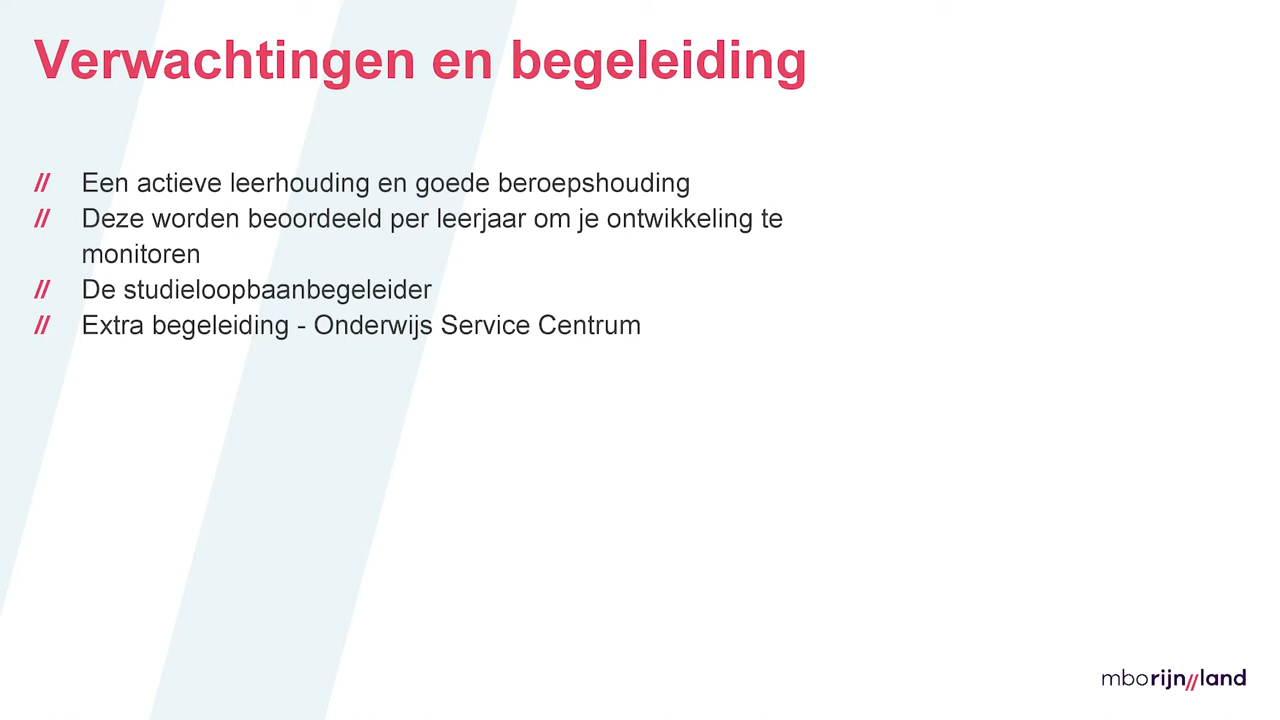 Verwachtingen en begeleiding
// Een actieve leerhouding en goede beroepshouding
// Deze worden beoordeeld per leerjaar om je ontwikkeling te
monitoren
// De studieloopbaanbegeleider
// Extra begeleiding - Onderwijs Service Centrum
mborijn//land